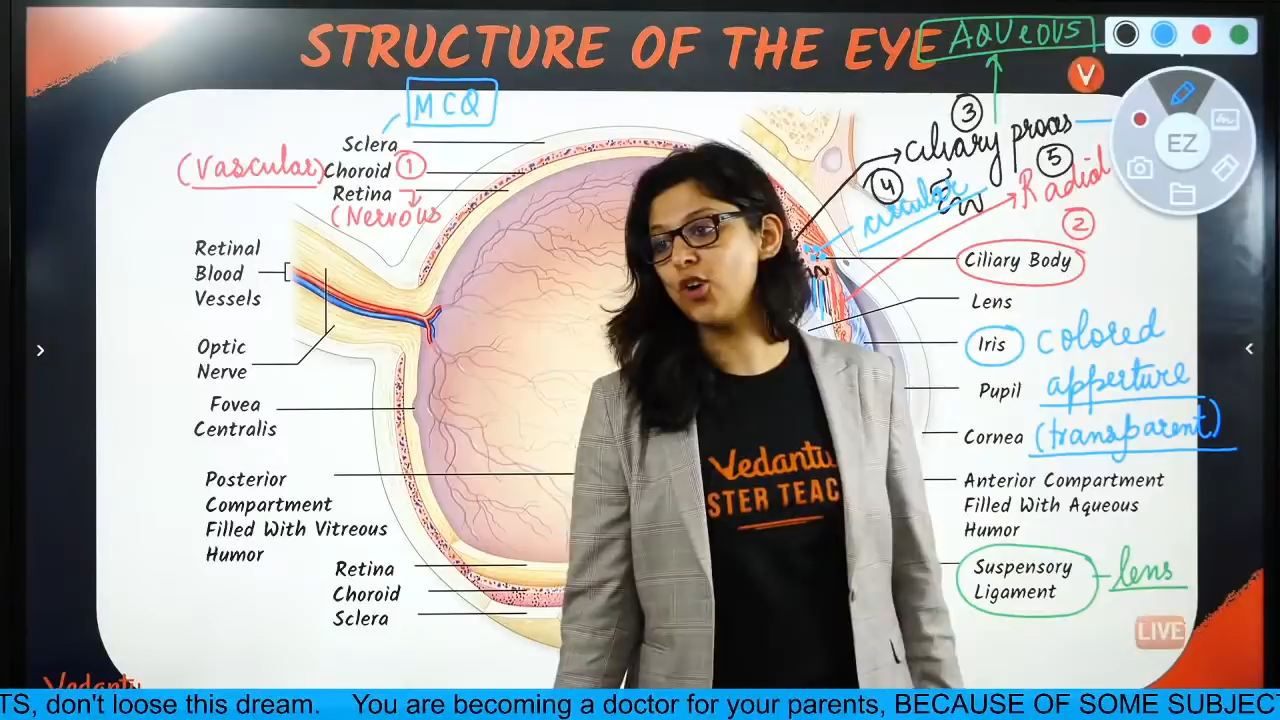 STRUCTURE OF THE EYE
AQUEOUS
MCQ
V
EZ
Sclera
(Vascular) Choroid 1
Retina
(Nervous
3
ciliary proces
4
5
circular
Radial
2
Retinal
Blood
Vessels
Ciliary Body
Lens
Optic
Nerve
Iris colored
Pupil apperture
Fovea
Centralis
Cornea (transparent)
Posterior
Compartment
Filled With Vitreous
Humor
Anterior Compartment
Filled With Aqueous
Humor
Retina
Choroid
Sclera
Suspensory
Ligament
lens
Vedantu
STER TEAC
LIVE
Vedantu
TS, don't loose this dream. You are becoming a doctor for your parents, BECAUSE OF SOME SUBJEC